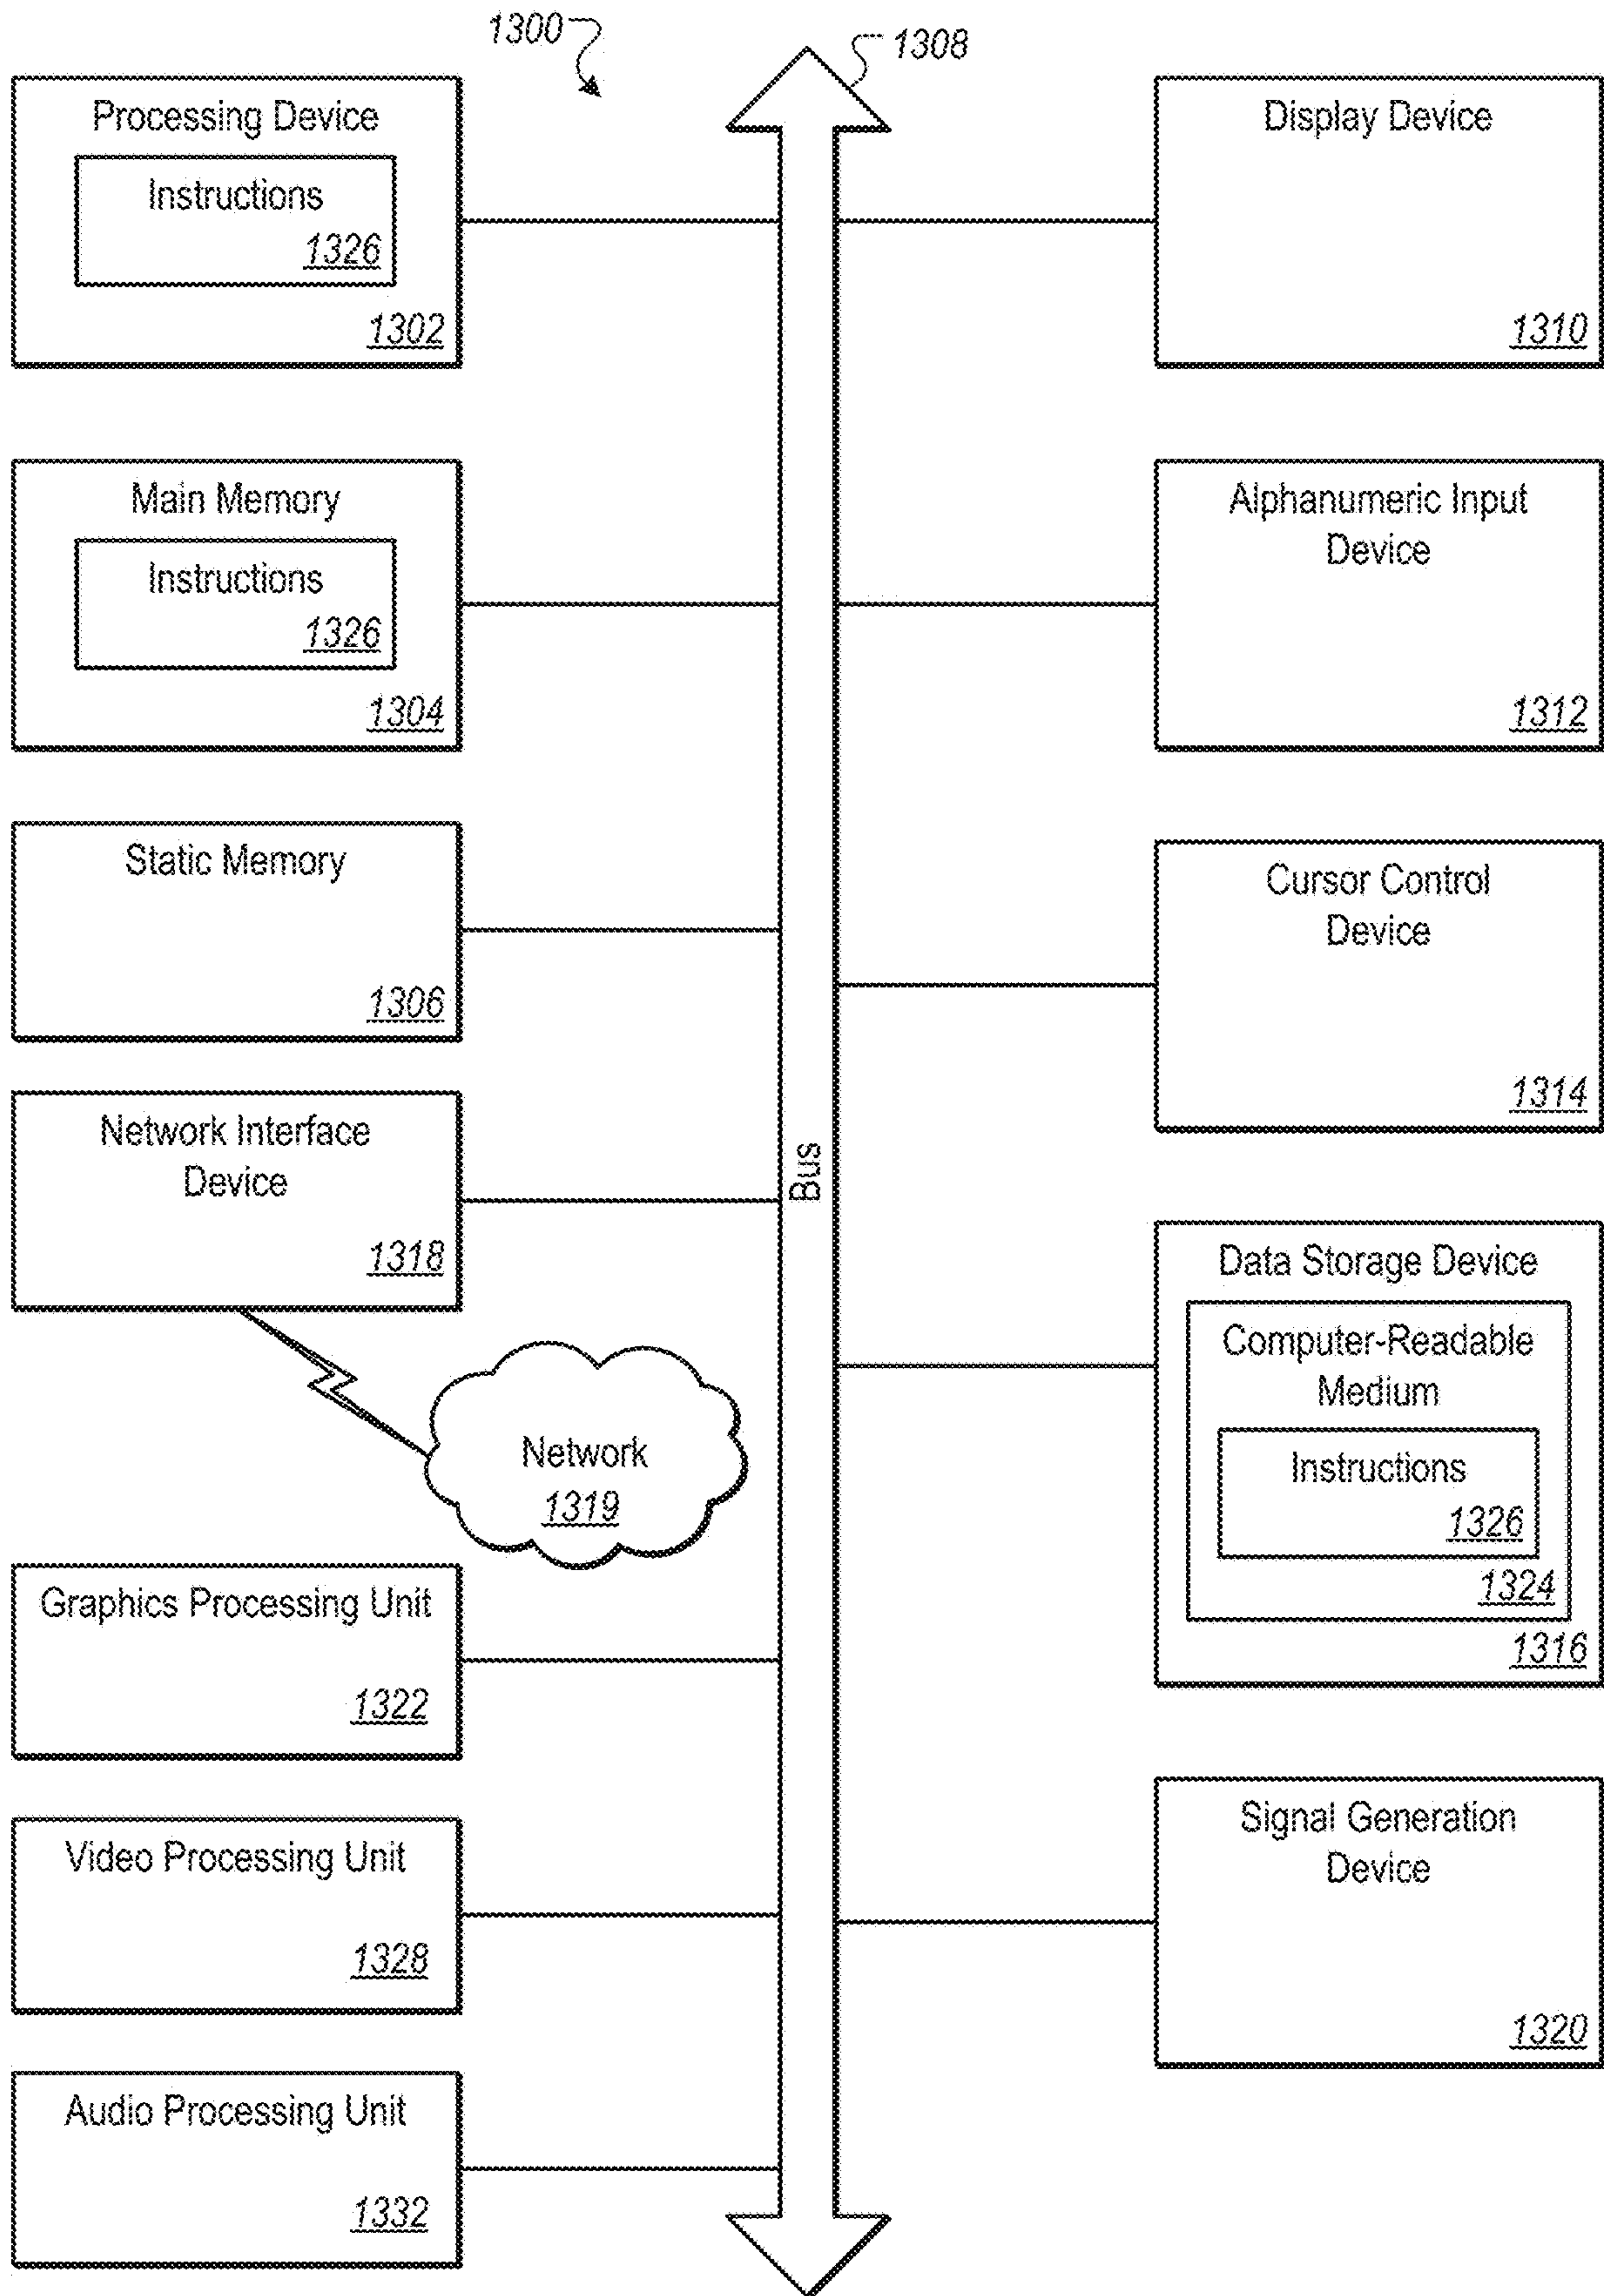 1300
1308
Processing Device
Instructions
1326
1302
Main Memory
Instructions
1326
1304
Static Memory
1306
Network Interface
Device
1318
Network
1319
Graphics Processing Unit
1322
Video Processing Unit
1328
Audio Processing Unit
1332
Bus
Display Device
1310
Alphanumeric Input
Device
1312
Cursor Control
Device
1314
Data Storage Device
Computer-Readable
Medium
Instructions
1326
1324
1316
Signal Generation
Device
1320